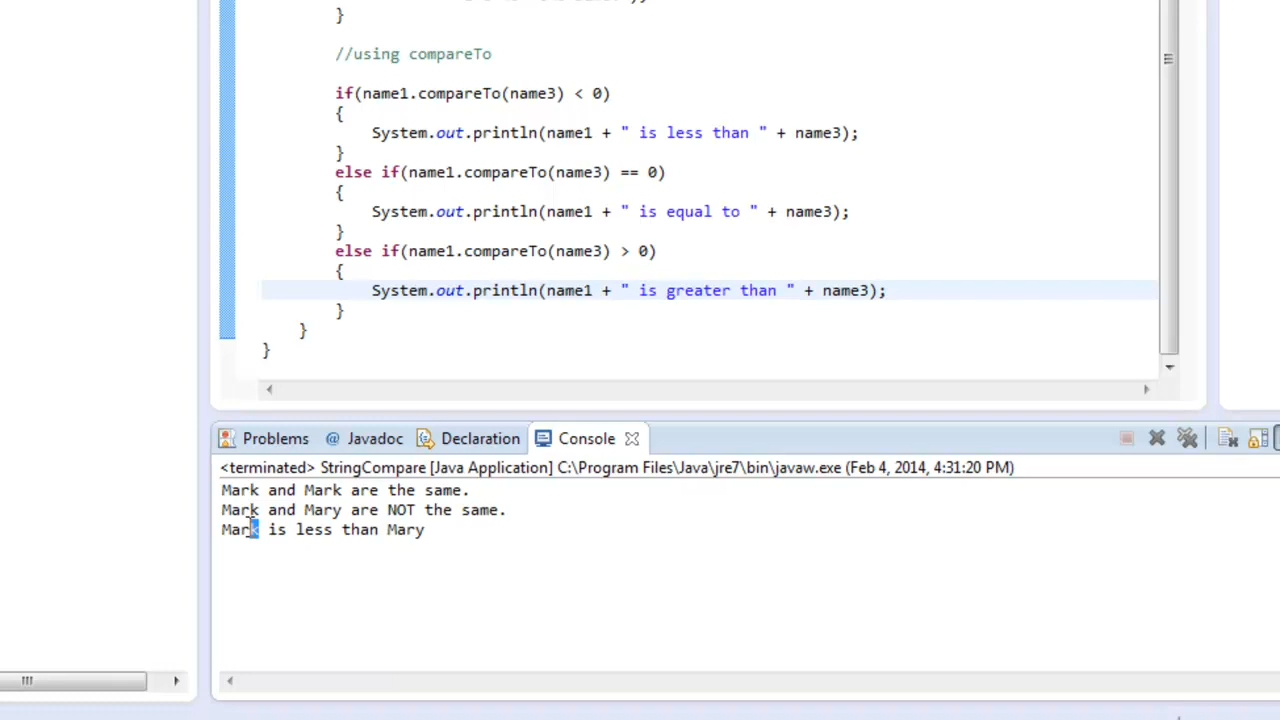 }
//using compareTo
if(name1.compareTo(name3) < 0)
{
System.out.println(name1 + " is less than " + name3);
}
else if(name1.compareTo(name3) == 0)
{
System.out.println(name1 + " is equal to " + name3);
}
else if(name1.compareTo(name3) > 0)
{
System.out.println(name1 + " is greater than " + name3);
}
}
}
Problems @ Javadoc Declaration Console
<terminated> StringCompare [Java Application] C:\Program Files\Java\jre7\bin\javaw.exe (Feb 4, 2014, 4:31:20 PM)
Mark and Mark are the same.
Mark and Mary are NOT the same.
Mark is less than Mary